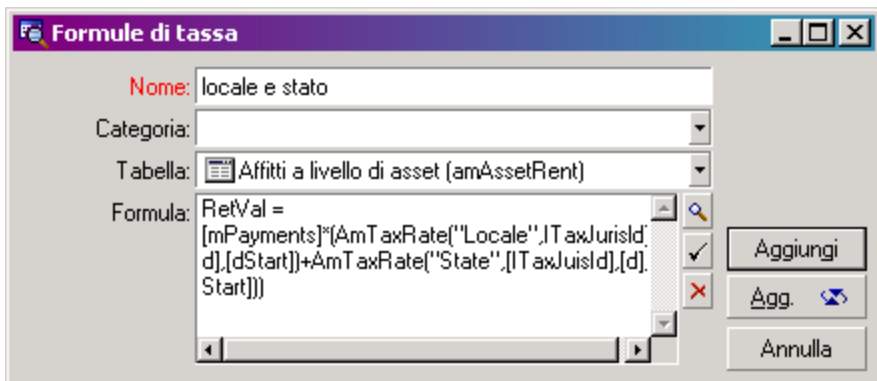 Formule di tassa
Nome: locale e stato
Categoria:
Tabella: Affitti a livello di asset (amAssetRent)
Formula: RetVal =
[mPayments]*(AmTaxRate("Locale",lTaxJurisId]
d],[dStart])+AmTaxRate("State",[lTaxJuisId],[d].
Start]))
Aggiungi
Agg.
Annulla